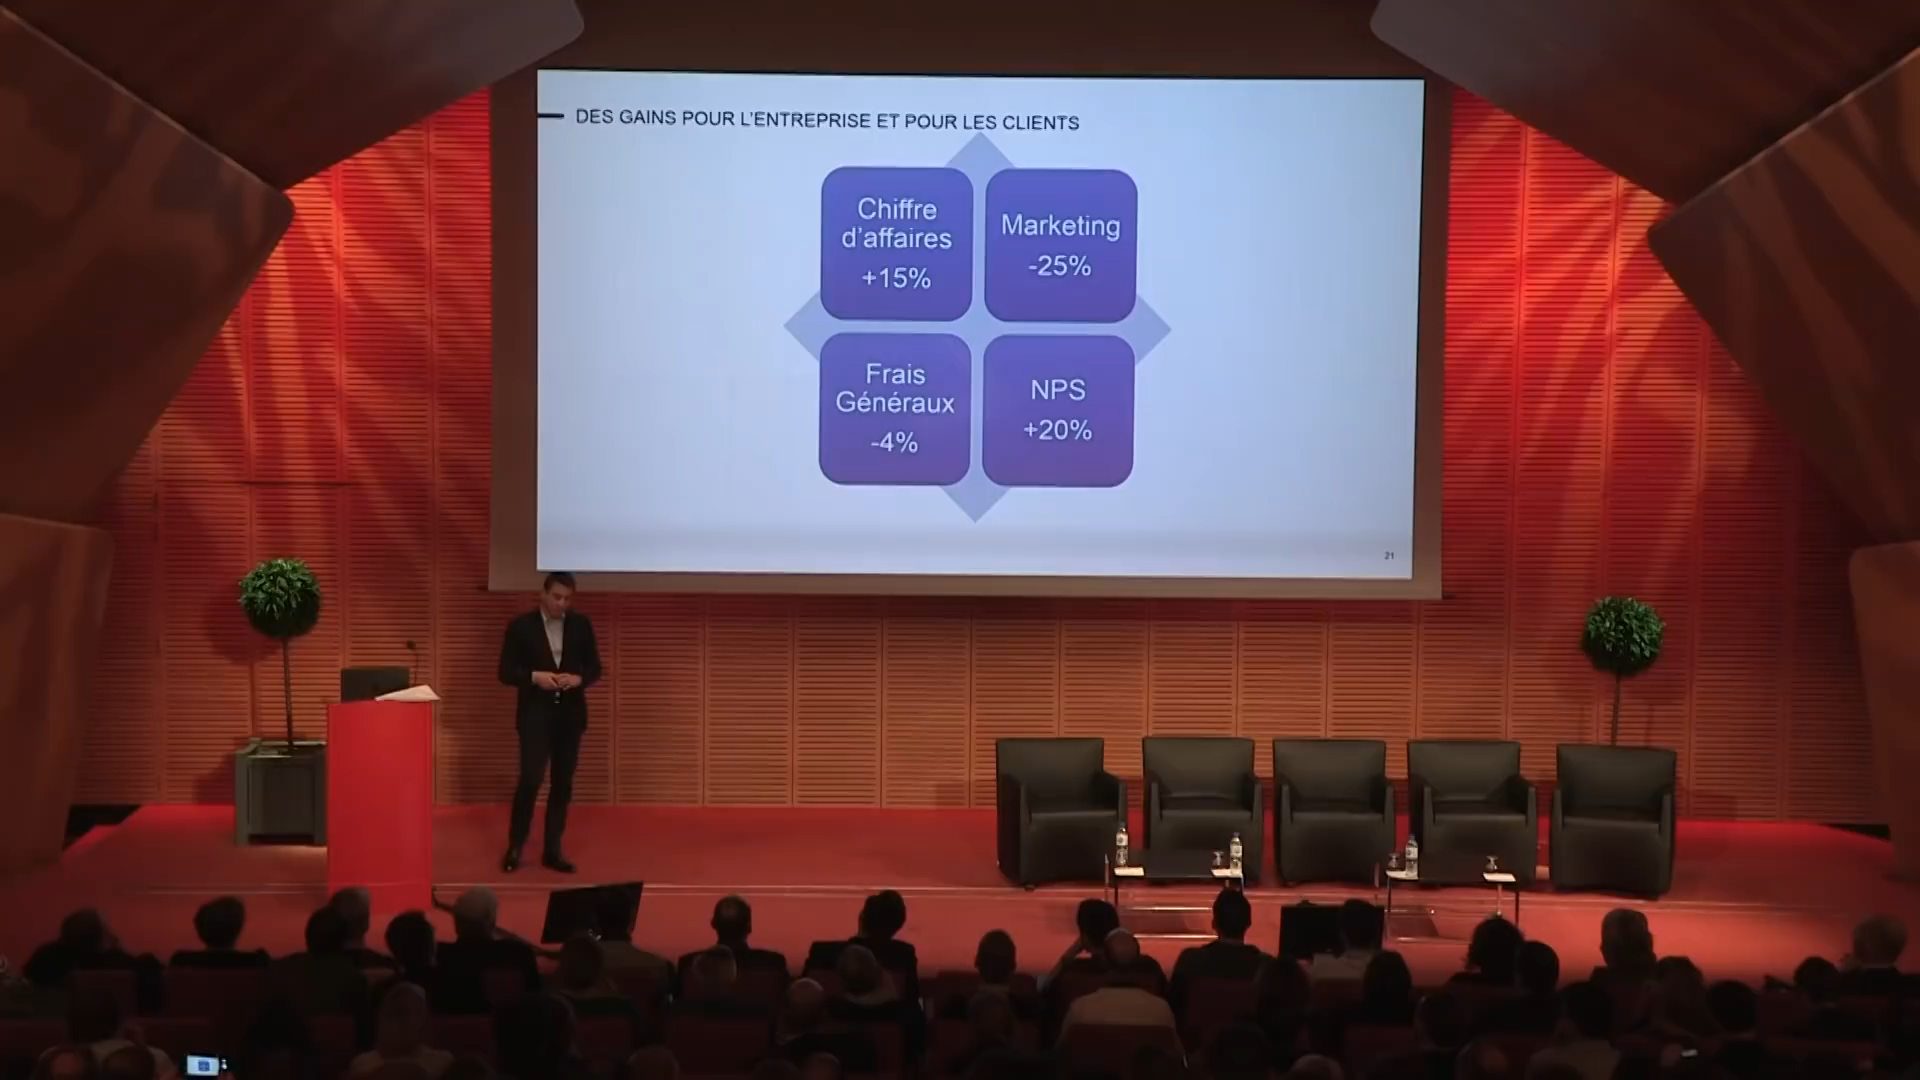 DES GAINS POUR L'ENTREPRISE ET POUR LES CLIENTS
Chiffre
d'affaires
+15%
Marketing
-25%
Frais
Généraux
-4%
NPS
+20%
21